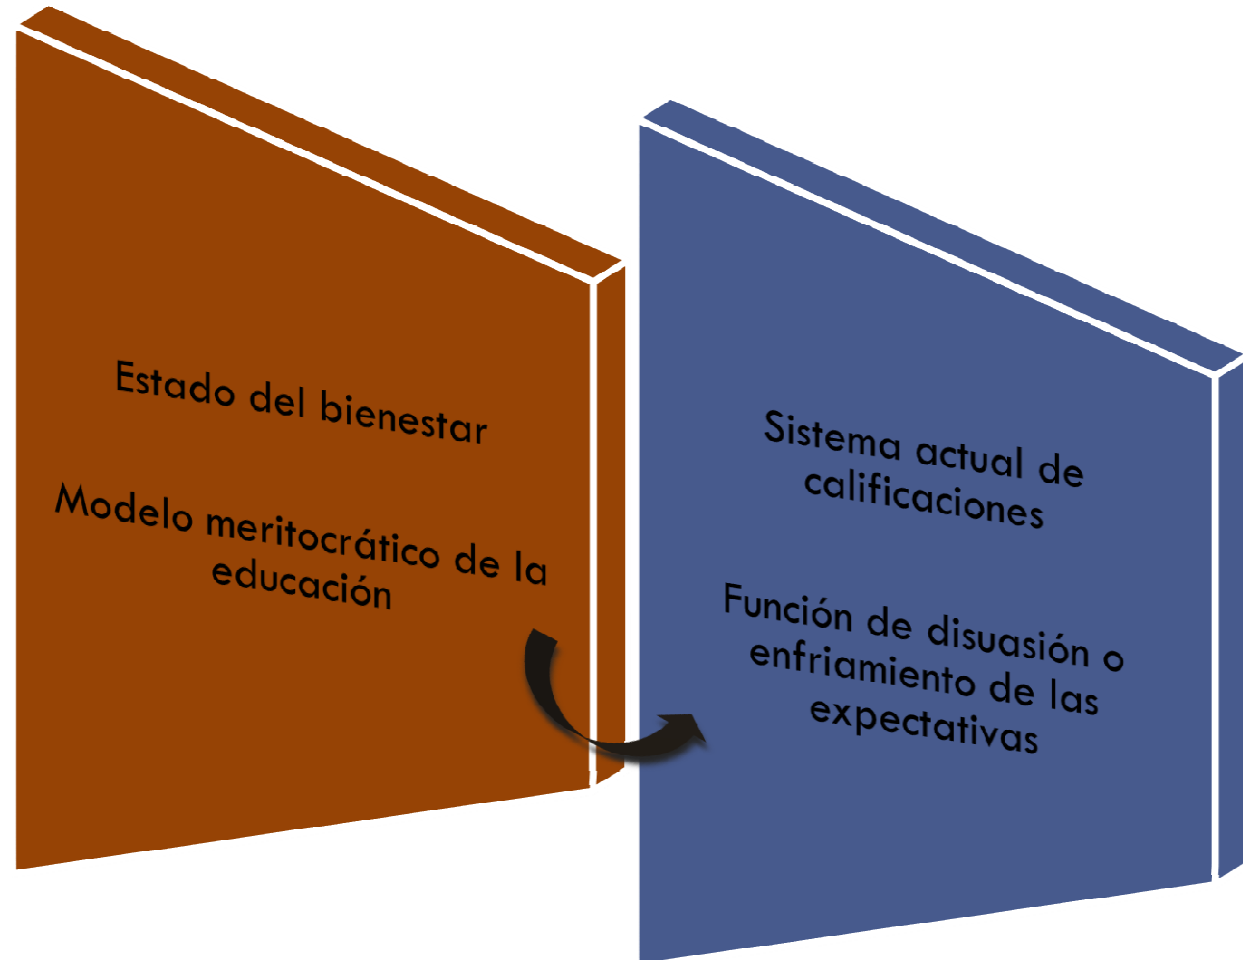 Estado del bienestar
Modelo meritocrático de la
educación
Sistema actual de
calificaciones
Función de disuasión o
enfriamiento de las
expectativas